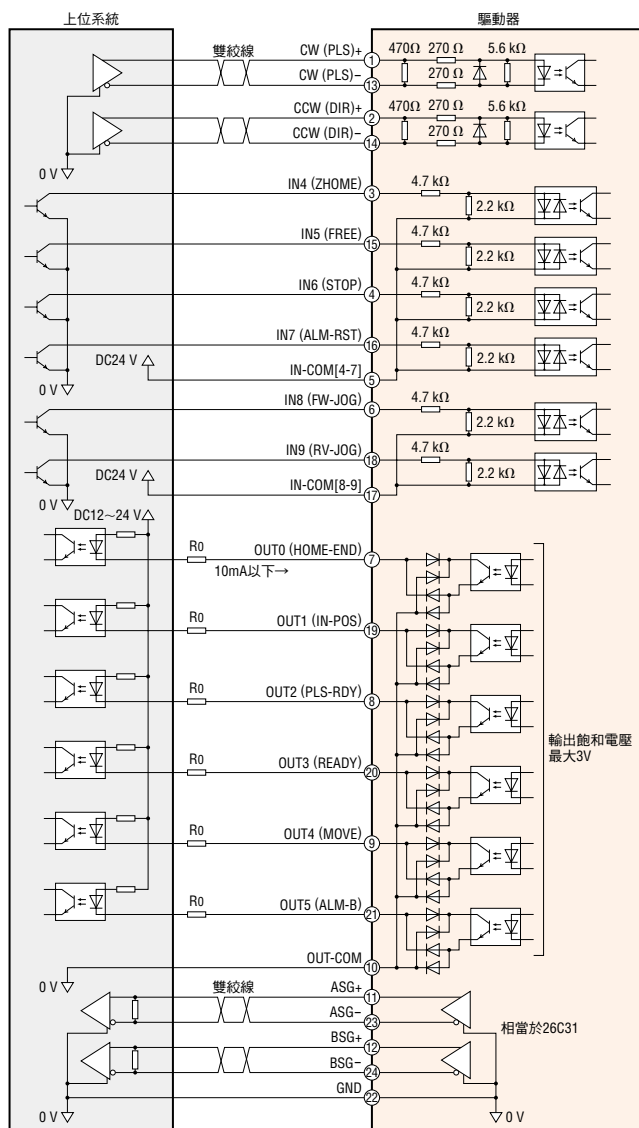 上位系統
驅動器
雙絞線
CW (PLS)+
1
470Ω
270 Ω
5.6 kΩ
CW (PLS)−
13
270 Ω
CCW (DIR)+
2
470Ω
270 Ω
5.6 kΩ
CCW (DIR)−
14
270 Ω
0 V
IN4 (ZHOME)
3
4.7 kΩ
2.2 kΩ
IN5 (FREE)
15
4.7 kΩ
2.2 kΩ
IN6 (STOP)
4
4.7 kΩ
2.2 kΩ
IN7 (ALM-RST)
16
4.7 kΩ
2.2 kΩ
DC24 V
IN-COM[4-7]
5
0 V
IN8 (FW-JOG)
6
4.7 kΩ
2.2 kΩ
IN9 (RV-JOG)
18
4.7 kΩ
2.2 kΩ
DC24 V
IN-COM[8-9]
17
0 V
DC12~24 V
R0
OUT0 (HOME-END)
7
10mA以下→
R0
OUT1 (IN-POS)
19
R0
OUT2 (PLS-RDY)
8
輸出飽和電壓
最大3V
R0
OUT3 (READY)
20
R0
OUT4 (MOVE)
9
R0
OUT5 (ALM-B)
21
OUT-COM
10
0 V
雙絞線
ASG+
11
ASG−
23
相當於26C31
BSG+
12
BSG−
24
GND
22
0 V
0 V